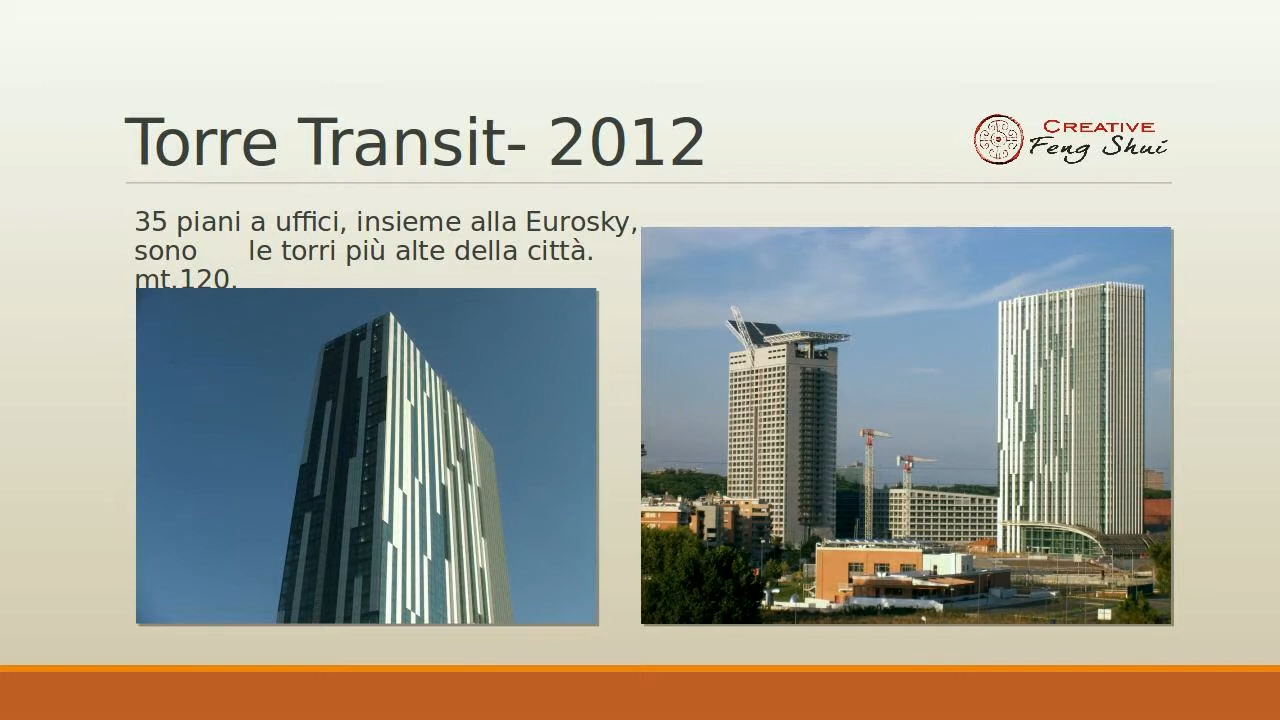 Torre Transit- 2012
CREATIVE
Feng Shui
35 piani a uffici, insieme alla Eurosky,
sono le torri più alte della città.
mt.120.